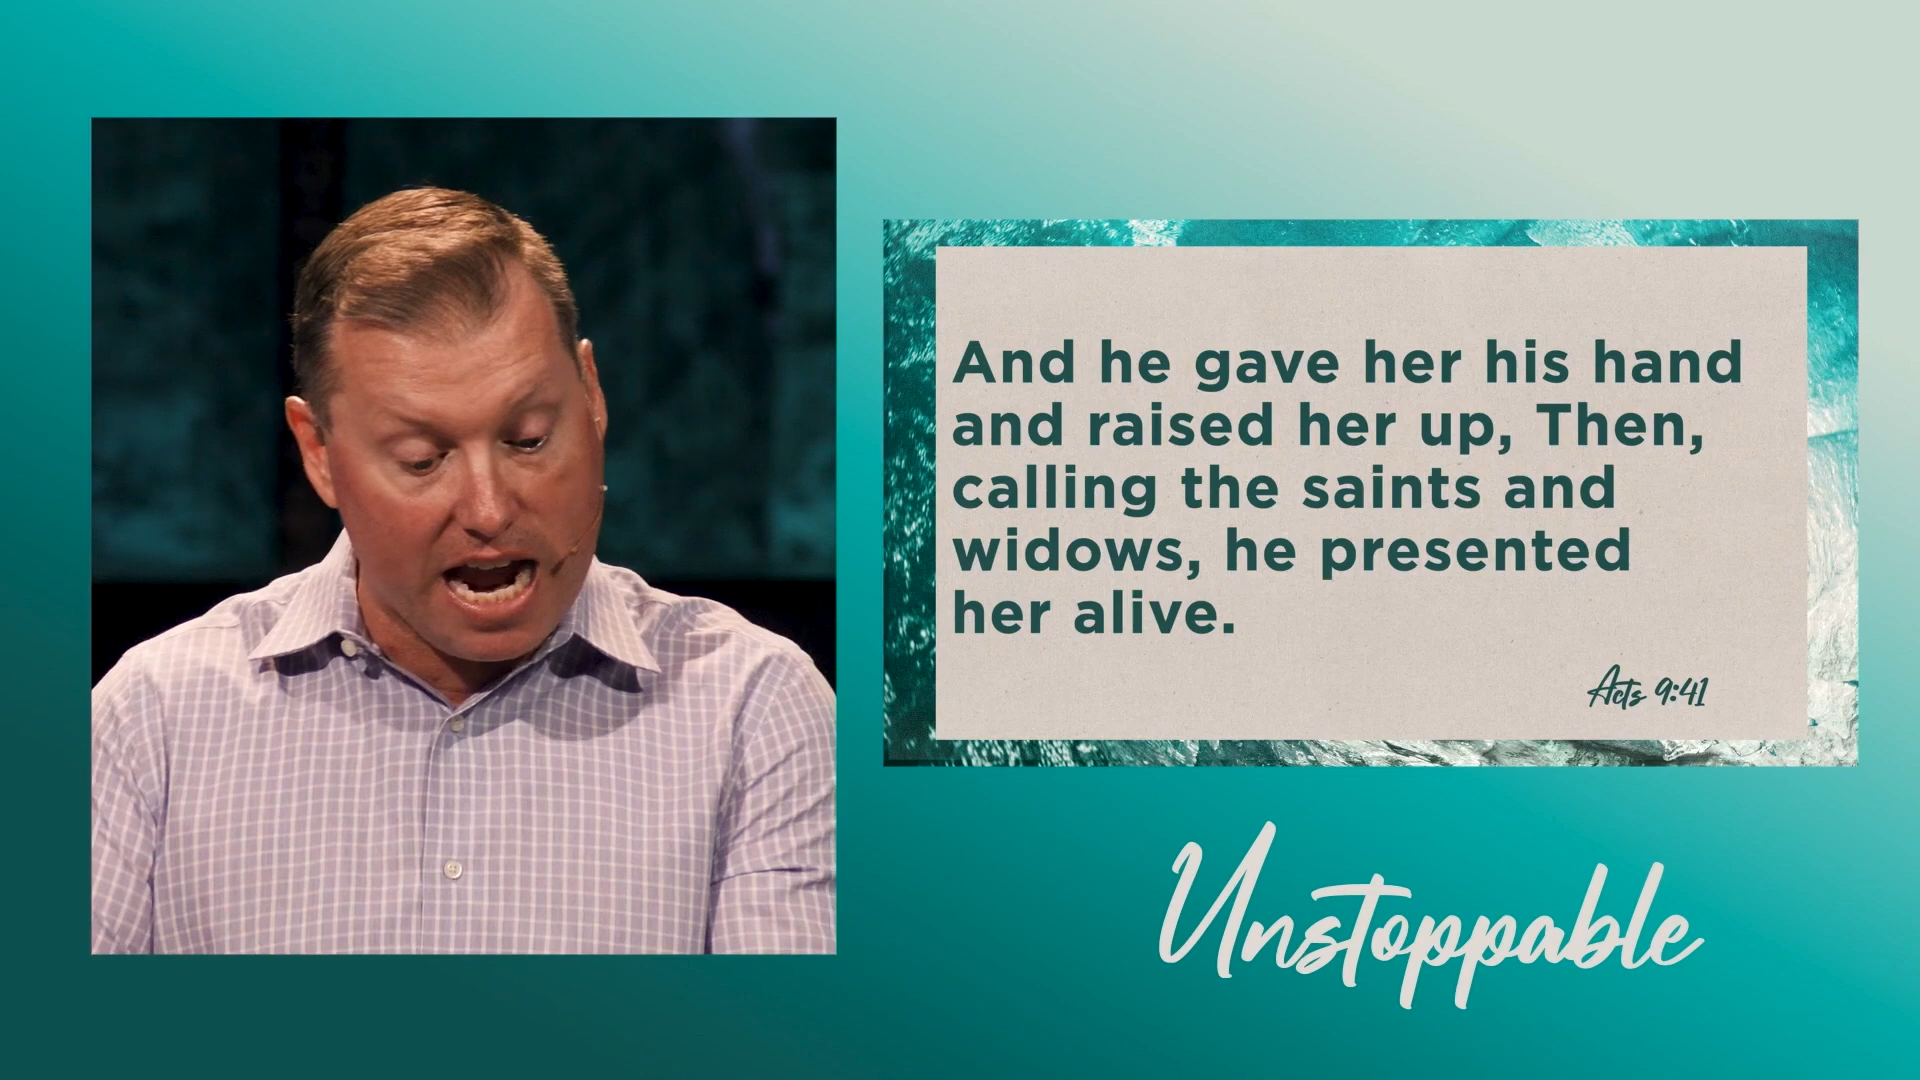 And he gave her his hand
and raised her up, Then,
calling the saints and
widows, he presented
her alive.
Acts 9:41
Unstoppable